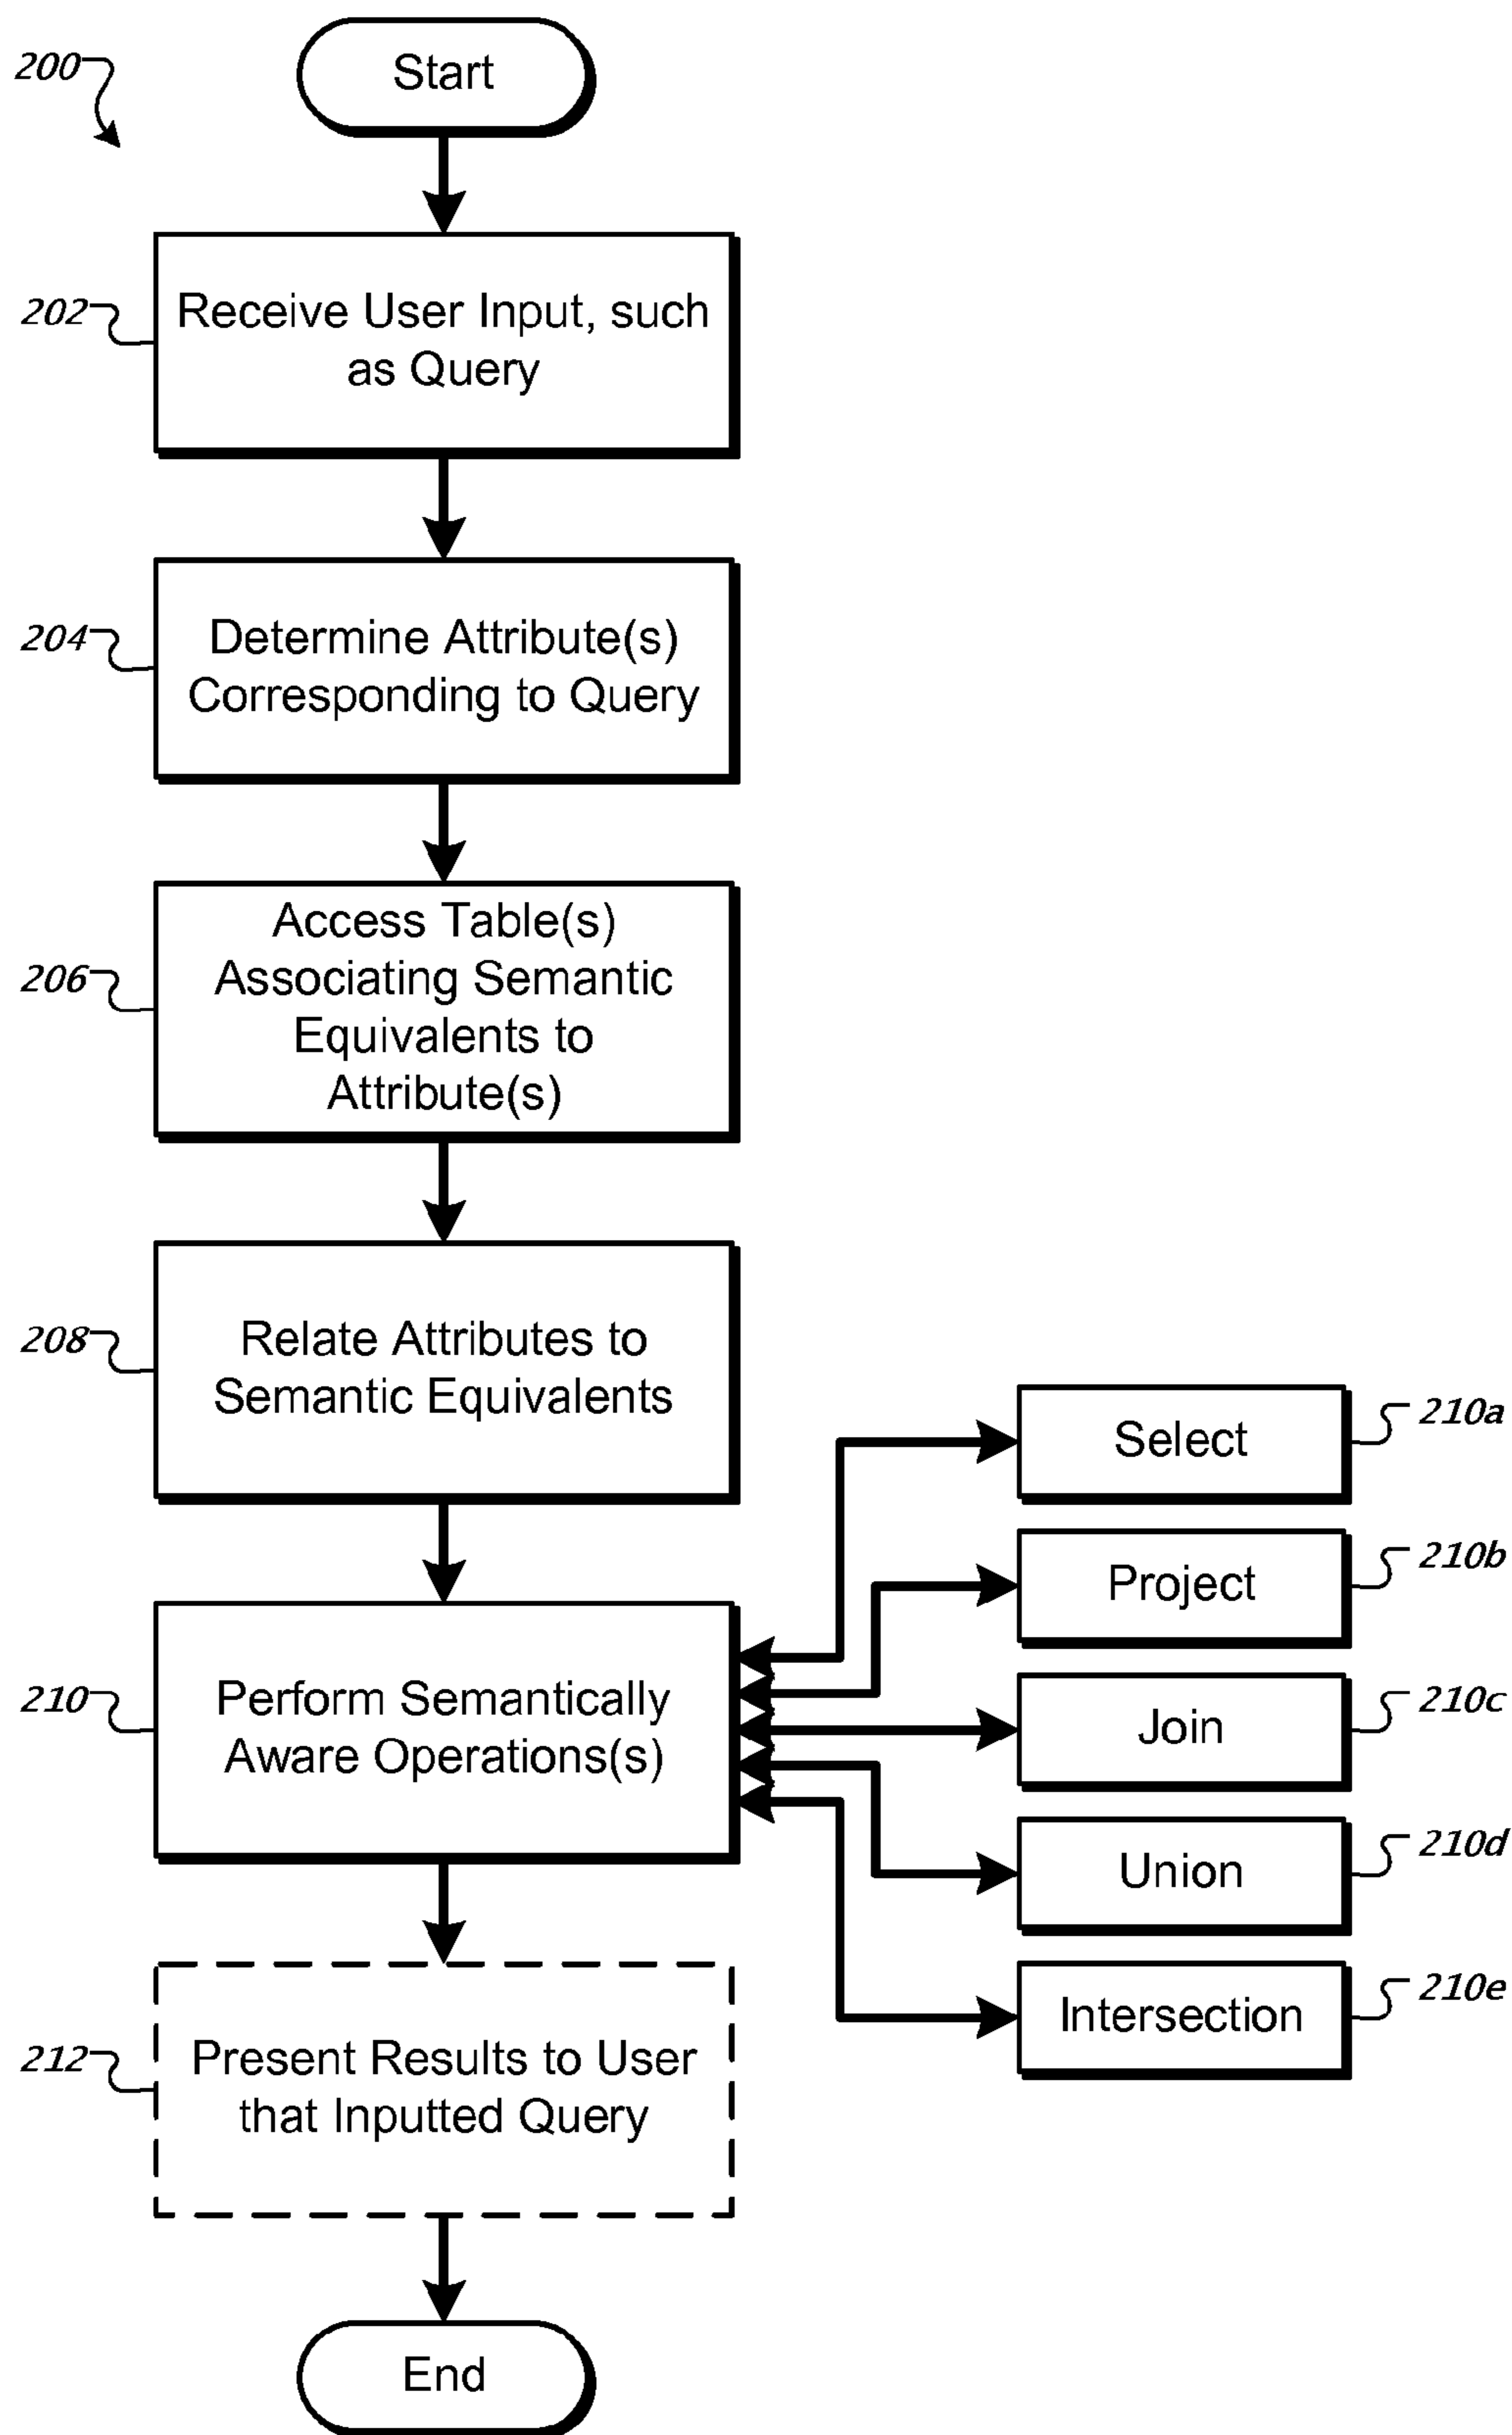 200
Start
202
Receive User Input, such
as Query
204
Determine Attribute(s)
Corresponding to Query
206
Access Table(s)
Associating Semantic
Equivalents to
Attribute(s)
208
Relate Attributes to
Semantic Equivalents
210
Perform Semantically
Aware Operations(s)
Select
210a
Project
210b
Join
210c
Union
210d
Intersection
210e
212
Present Results to User
that Inputted Query
End